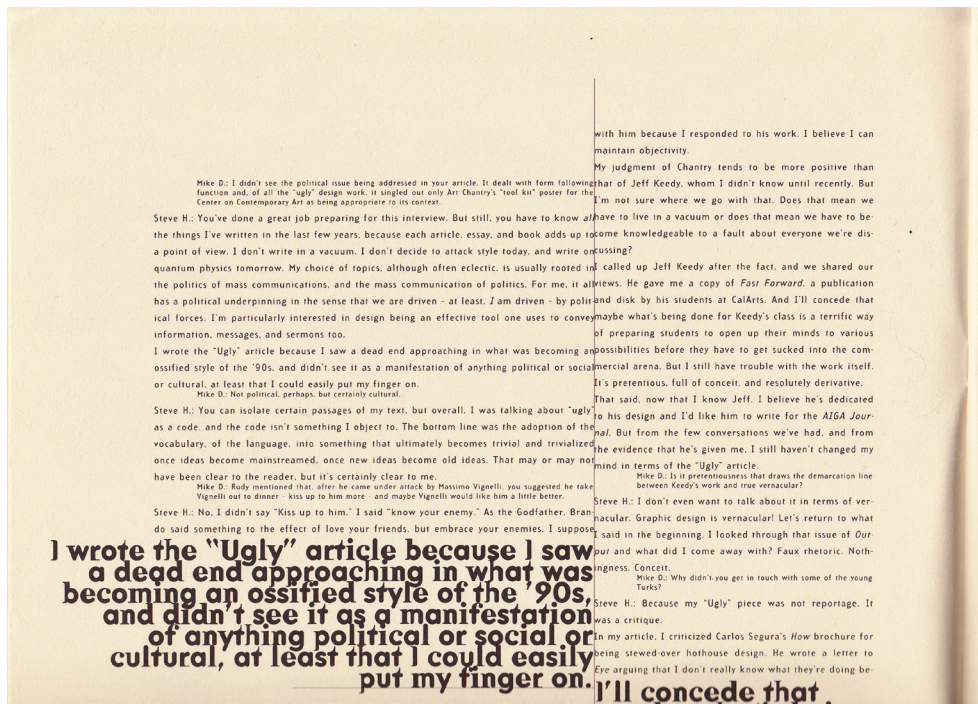 Mike D.: I didn't see the political issue being addressed in your article. It dealt with form following
function and, of all the "ugly" design work, it singled out only Art Chantry's "tool kit" poster for the
Center on Contemporary Art as being appropriate to its context.
Steve H.: You've done a great job preparing for this interview. But still, you have to know all
the things I've written in the last few years, because each article, essay, and book adds up to
a point of view. I don't write in a vacuum. I don't decide to attack style today, and write on
quantum physics tomorrow. My choice of topics, although often eclectic, is usually rooted in
the politics of mass communications, and the mass communication of politics. For me, it all
has a political underpinning in the sense that we are driven - at least, I am driven - by polit-
ical forces. I'm particularly interested in design being an effective tool one uses to convey
information, messages, and sermons too.
I wrote the "Ugly" article because I saw a dead end approaching in what was becoming an
ossified style of the '90s, and didn't see it as a manifestation of anything political or social
or cultural, at least that I could easily put my finger on.
Mike D.: Not political, perhaps, but certainly cultural.
Steve H.: You can isolate certain passages of my text, but overall, I was talking about "ugly"
as a code, and the code isn't something I object to. The bottom line was the adoption of the
vocabulary, of the language, into something that ultimately becomes trivial and trivialized
once ideas become mainstreamed, once new ideas become old ideas. That may or may not
have been clear to the reader, but it's certainly clear to me.
Mike D.: Rudy mentioned that, after he came under attack by Massimo Vignelli, you suggested he take
Vignelli out to dinner - kiss up to him more - and maybe Vignelli would like him a little better.
Steve H.: No, I didn't say "Kiss up to him." I said "know your enemy." As the Godfather, Bran-
do said something to the effect of love your friends, but embrace your enemies. I suppose
I wrote the "Ugly" article because I saw
a dead end approaching in what was
becoming an ossified style of the '90s,
and didn't see it as a manifestation
of anything political or social or
cultural, at least that I could easily
put my finger on.
with him because I responded to his work. I believe I can
maintain objectivity.
My judgment of Chantry tends to be more positive than
that of Jeff Keedy, whom I didn't know until recently. But
I'm not sure where we go with that. Does that mean we
have to live in a vacuum or does that mean we have to be-
come knowledgeable to a fault about everyone we're dis-
cussing?
I called up Jeff Keedy after the fact, and we shared our
views. He gave me a copy of Fast Forward, a publication
and disk by his students at CalArts. And I'll concede that
maybe what's being done for Keedy's class is a terrific way
of preparing students to open up their minds to various
possibilities before they have to get sucked into the com-
mercial arena. But I still have trouble with the work itself.
It's pretentious, full of conceit, and resolutely derivative.
That said, now that I know Jeff, I believe he's dedicated
to his design and I'd like him to write for the AIGA Jour-
nal. But from the few conversations we've had, and from
the evidence that he's given me, I still haven't changed my
mind in terms of the "Ugly" article.
Mike D.: Is it pretentiousness that draws the demarcation line
between Keedy's work and true vernacular?
Steve H.: I don't even want to talk about it in terms of ver-
nacular. Graphic design is vernacular! Let's return to what
I said in the beginning. I looked through that issue of Out-
put and what did I come away with? Faux rhetoric. Noth-
ingness. Conceit.
Mike D.: Why didn't you get in touch with some of the young
Turks?
Steve H.: Because my "Ugly" piece was not reportage. It
was a critique.
In my article, I criticized Carlos Segura's How brochure for
being stewed-over hothouse design. He wrote a letter to
Eye arguing that I don't really know what they're doing be-
I'll concede that